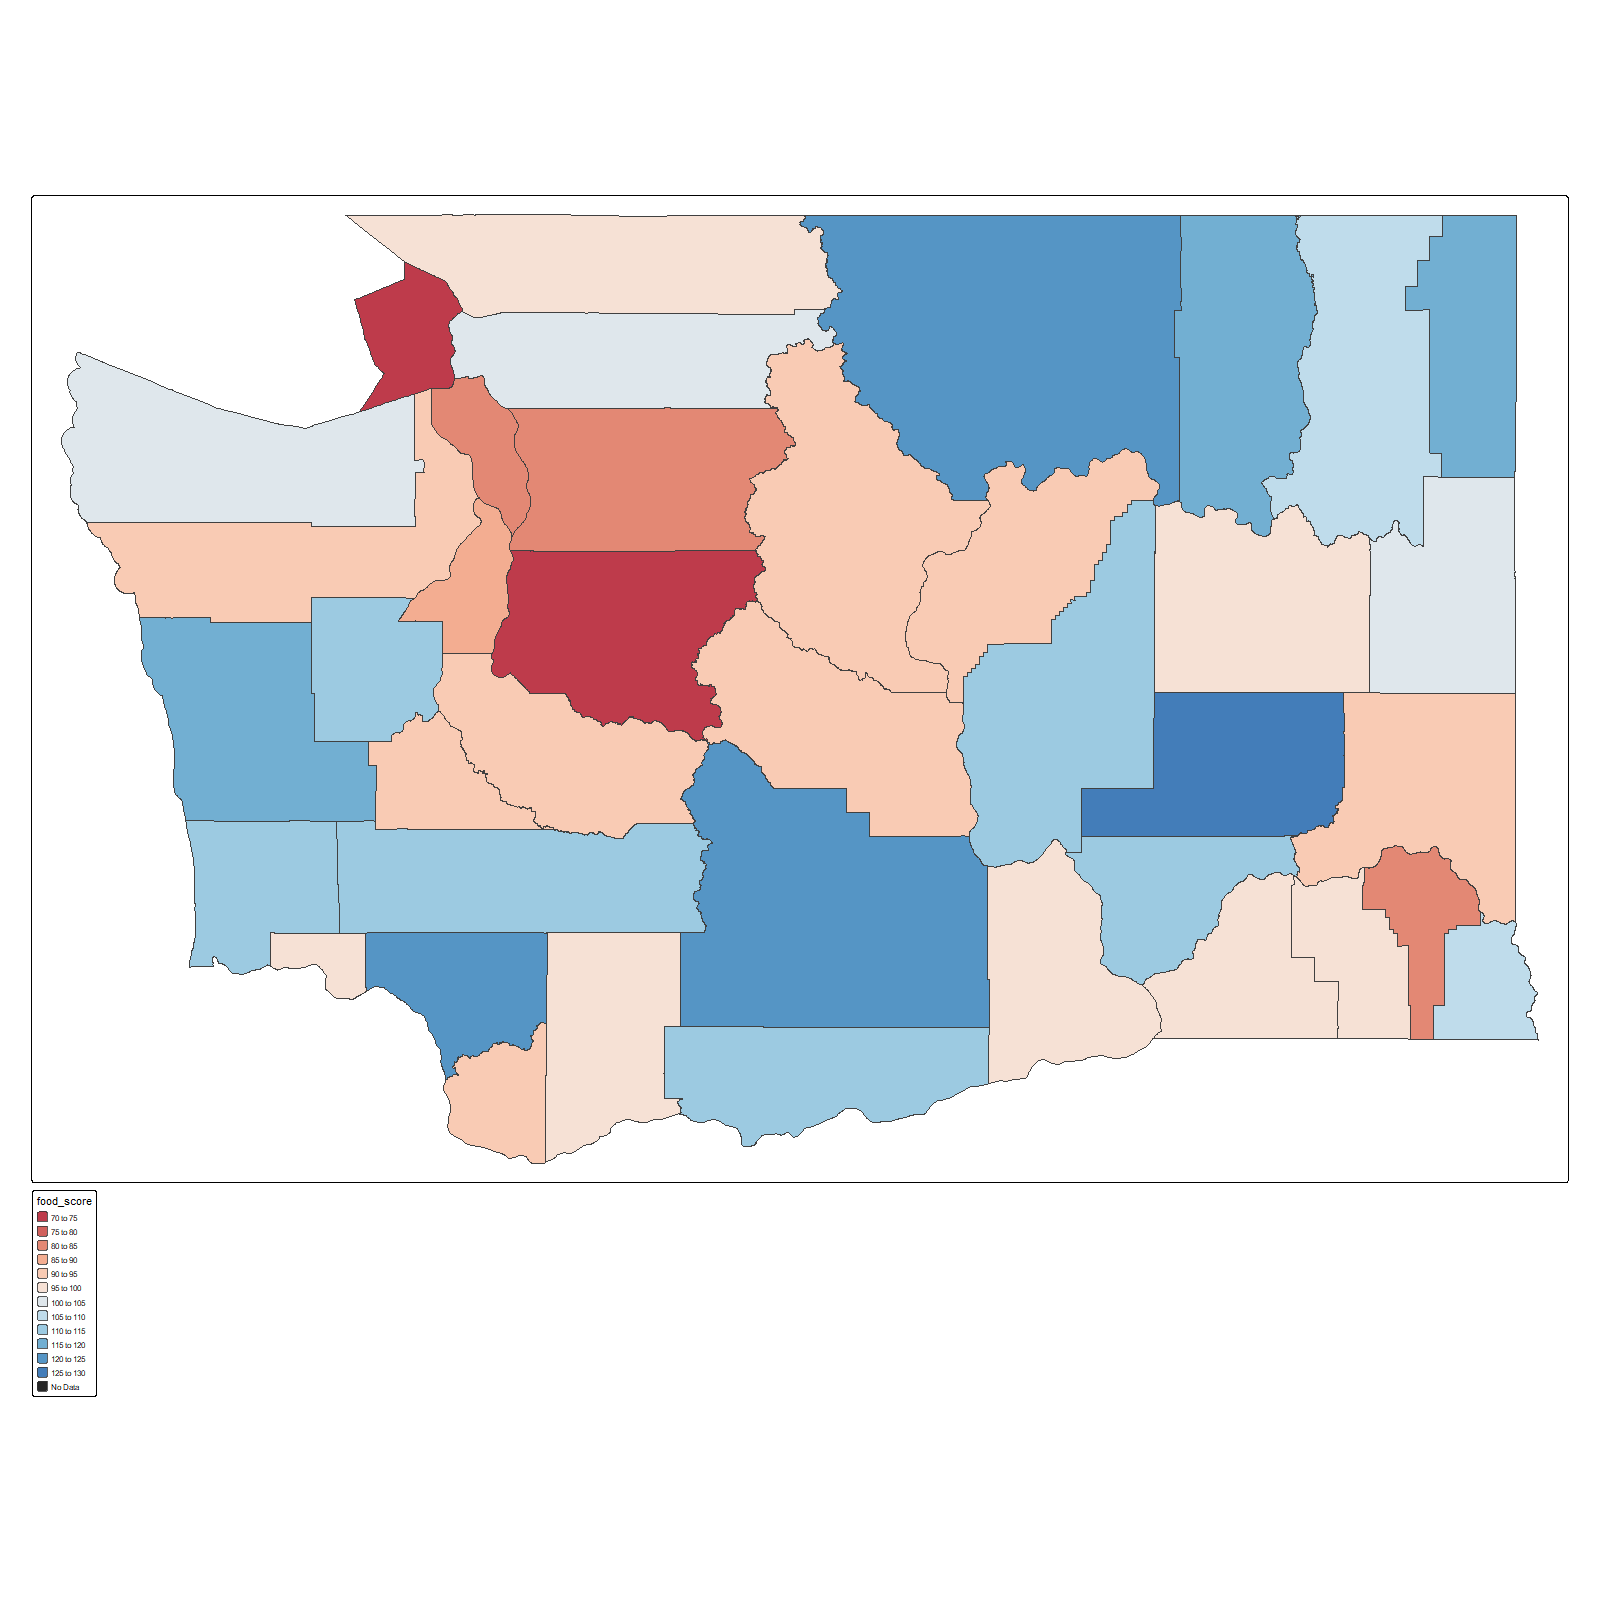 food_score
70 to 75
75 to 80
80 to 85
85 to 90
90 to 95
95 to 100
100 to 105
105 to 110
110 to 115
115 to 120
120 to 125
125 to 130
No Data